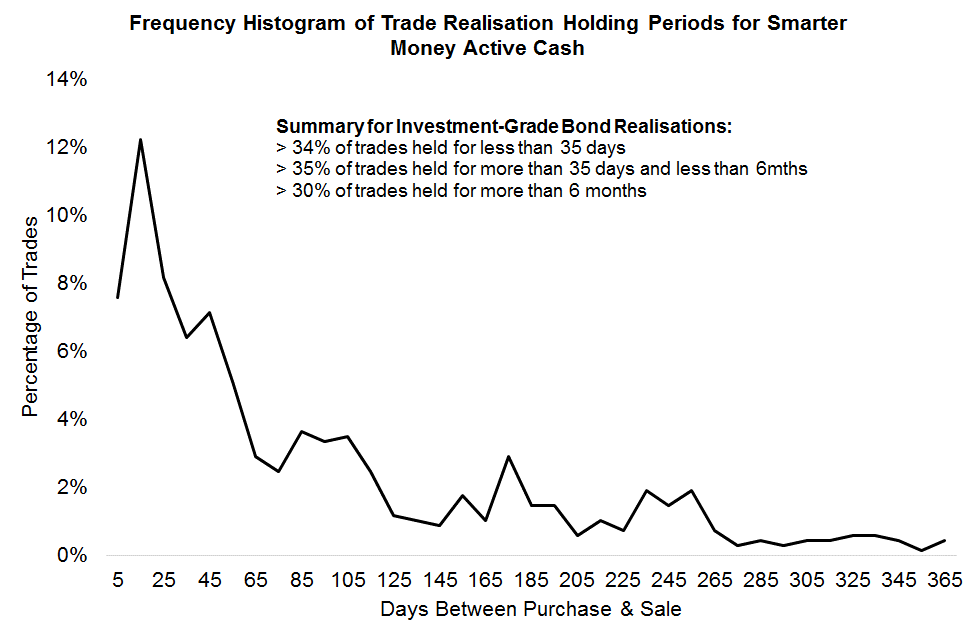 Frequency Histogram of Trade Realisation Holding Periods for Smarter
Money Active Cash
14%
Summary for Investment-Grade Bond Realisations:
12%
> 34% of trades held for less than 35 days
> 35% of trades held for more than 35 days and less than 6mths
> 30% of trades held for more than 6 months
10%
8%
6%
4%
2%
0%
Percentage of Trades
5 25 45 65 85 105 125 145 165 185 205 225 245 265 285 305 325 345 365
Days Between Purchase & Sale